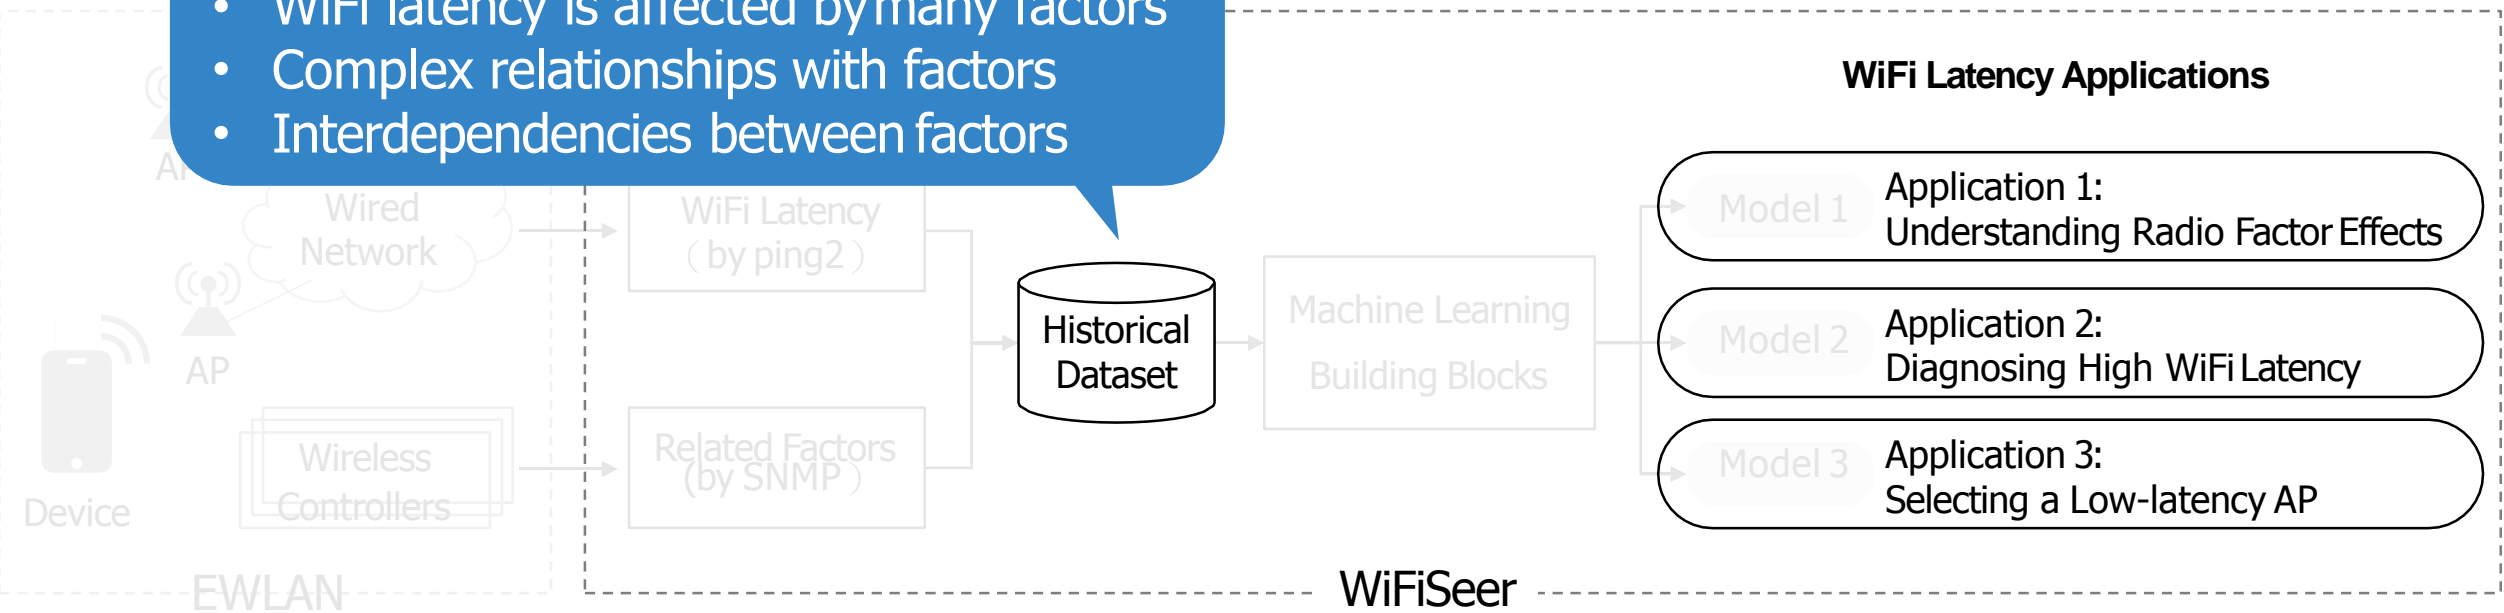 • WiFi latency is affected by many factors
• Complex relationships with factors
• Interdependencies between factors
WiFi Latency Applications
AP
Wired
Network
WiFi Latency
（by ping2）
Model 1
Application 1:
Understanding Radio Factor Effects
AP
Historical
Dataset
Machine Learning
Building Blocks
Model 2
Application 2:
Diagnosing High WiFi Latency
Device
Wireless
Controllers
Related Factors
(by SNMP）
Model 3
Application 3:
Selecting a Low-latency AP
EWLAN
WiFiSeer